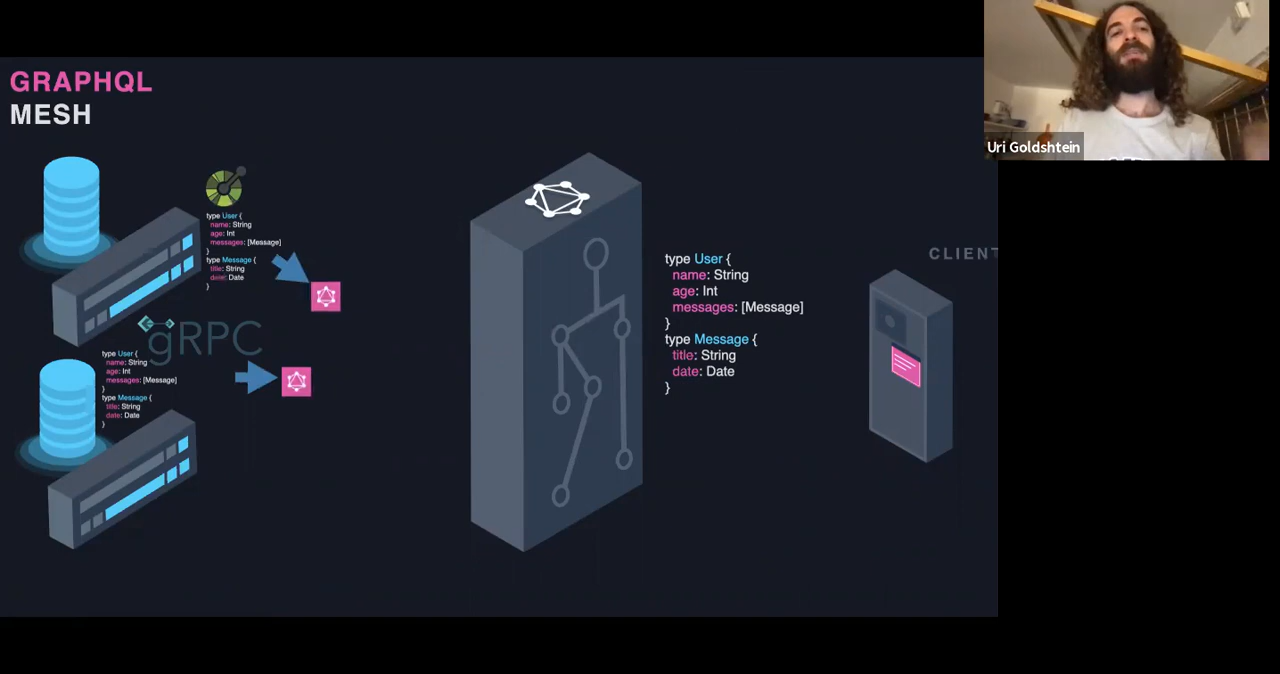 GRAPHQL
MESH
type User {
name: String
age: Int
messages: [Message]
}
type Message {
title: String
date: Date
}
gRPC
type User {
name: String
age: Int
messages: [Message]
}
type Message {
title: String
date: Date
}
type User {
name: String
age: Int
messages: [Message]
}
type Message {
title: String
date: Date
}
CLIENT
Uri Goldshtein